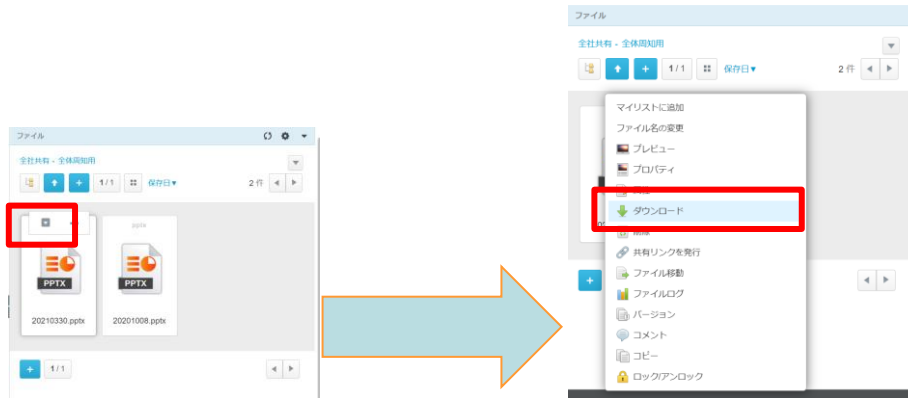 ファイル
全社共有 - 全体周知用
1 / 1
保存日▼
2 件
pptx
PPTX
PPTX
20210330.pptx
20201008.pptx
1 / 1
ファイル
全社共有 - 全体周知用
1 / 1
保存日▼
2 件
マイリストに追加
ファイル名の変更
プレビュー
プロパティ
ダウンロード
削除
共有リンクを発行
ファイル移動
ファイルログ
バージョン
コメント
コピー
ロック/アンロック